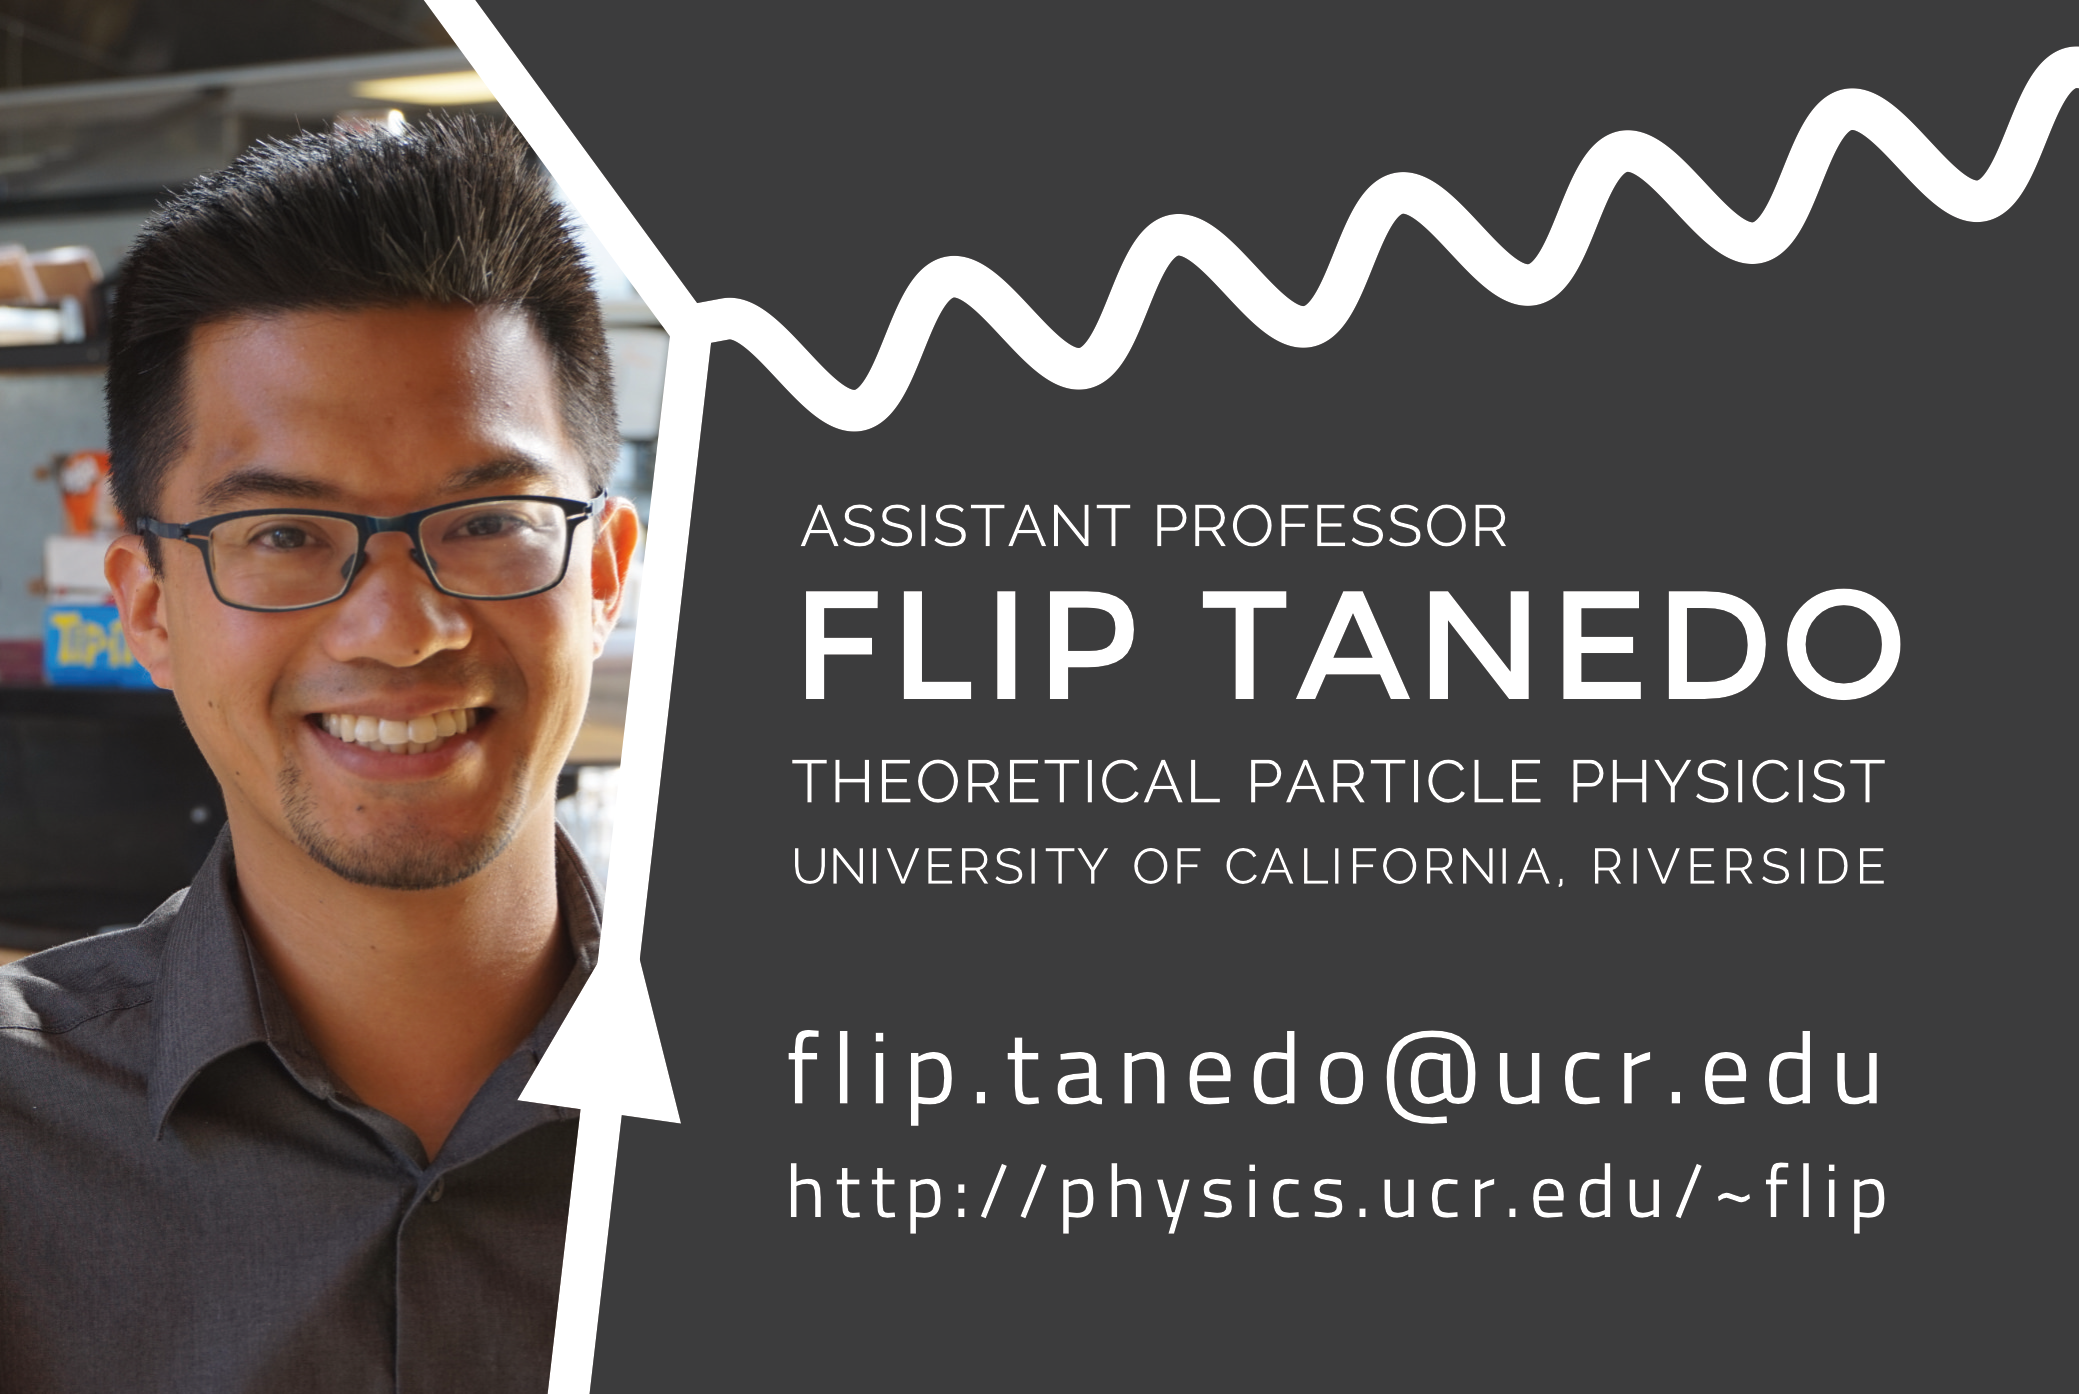 ASSISTANT PROFESSOR
FLIP TANEDO
THEORETICAL PARTICLE PHYSICIST
UNIVERSITY OF CALIFORNIA, RIVERSIDE
flip.tanedo@ucr.edu
http://physics.ucr.edu/~flip